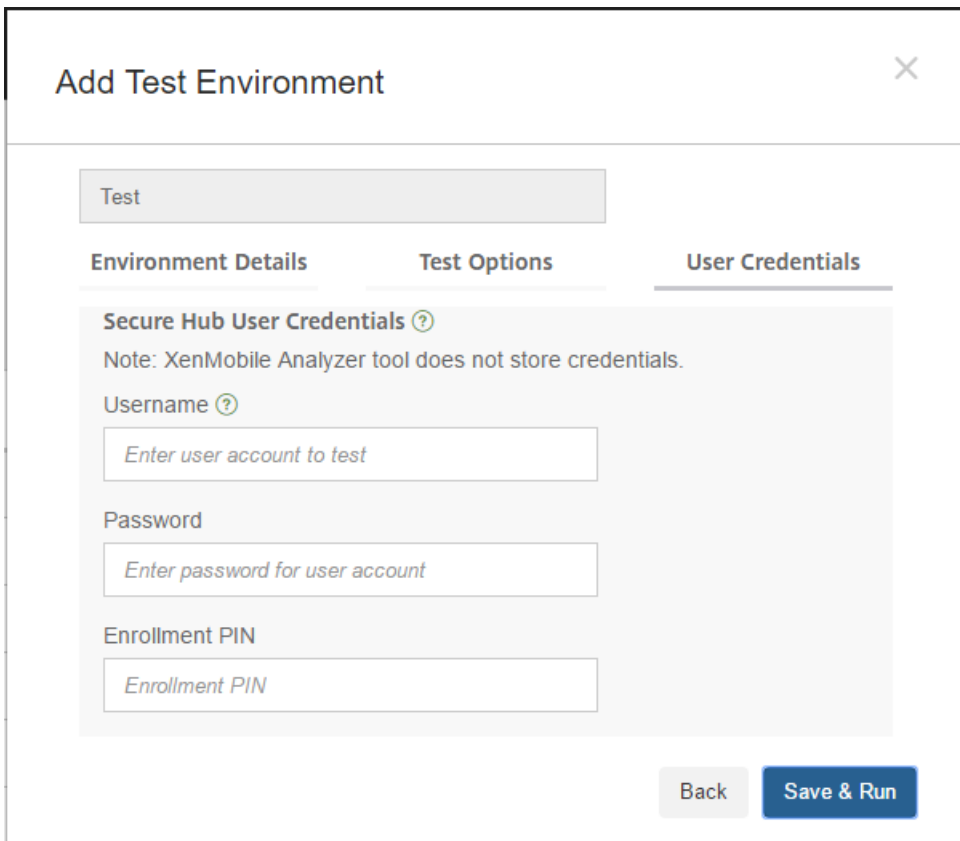 Add Test Environment
Test
Environment Details Test Options User Credentials
Secure Hub User Credentials ?
Note: XenMobile Analyzer tool does not store credentials.
Username ?
Enter user account to test
Password
Enter password for user account
Enrollment PIN
Enrollment PIN
Back Save & Run